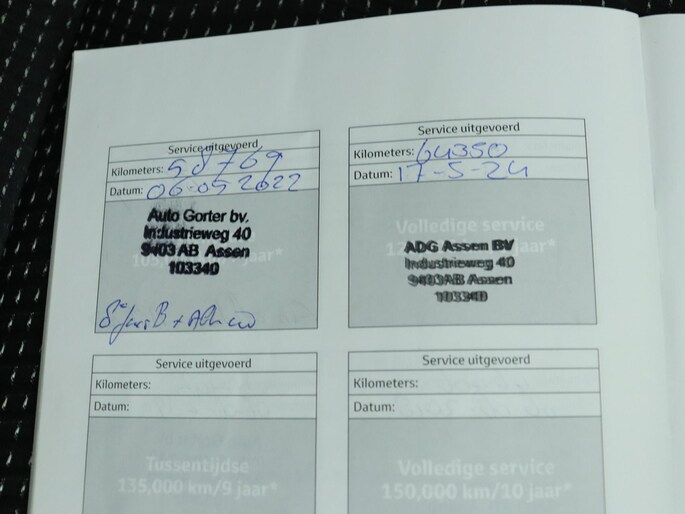 Service uitgevoerd
Kilometers: 58769
Datum: 06-05 2022
Auto Gorter bv.
Industrieweg 40
9403 AB Assen
103340
Service uitgevoerd
Kilometers: 64350
Datum: 17-5-24
Volledige service
jaar*
ADG Assen BV
Industrieweg 40
9403AB Assen
103340
Service uitgevoerd
Kilometers:
Datum:
Tussentijdse
135,000 km/9 jaar*
Service uitgevoerd
Kilometers:
Datum:
Volledige service
150,000 km/10 jaar*